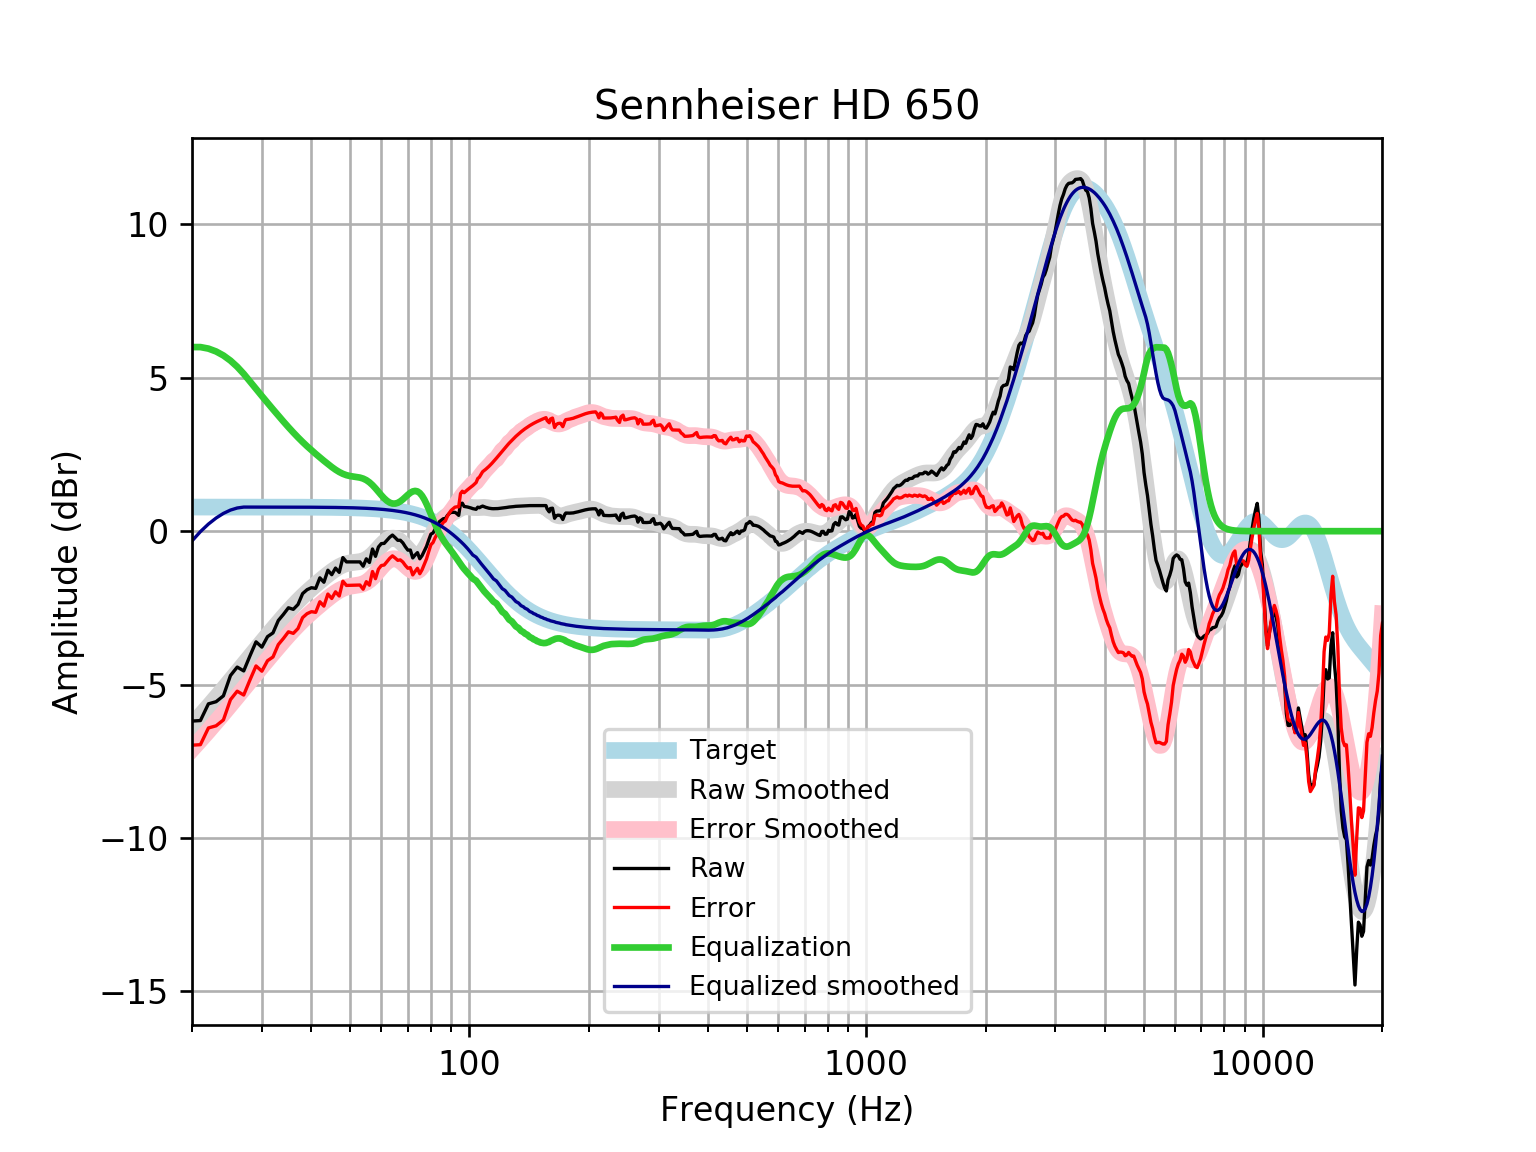 Sennheiser HD 650
Amplitude (dBr)
10
5
0
−5
−10
−15
Target
Raw Smoothed
Error Smoothed
Raw
Error
Equalization
Equalized smoothed
100
1000
10000
Frequency (Hz)